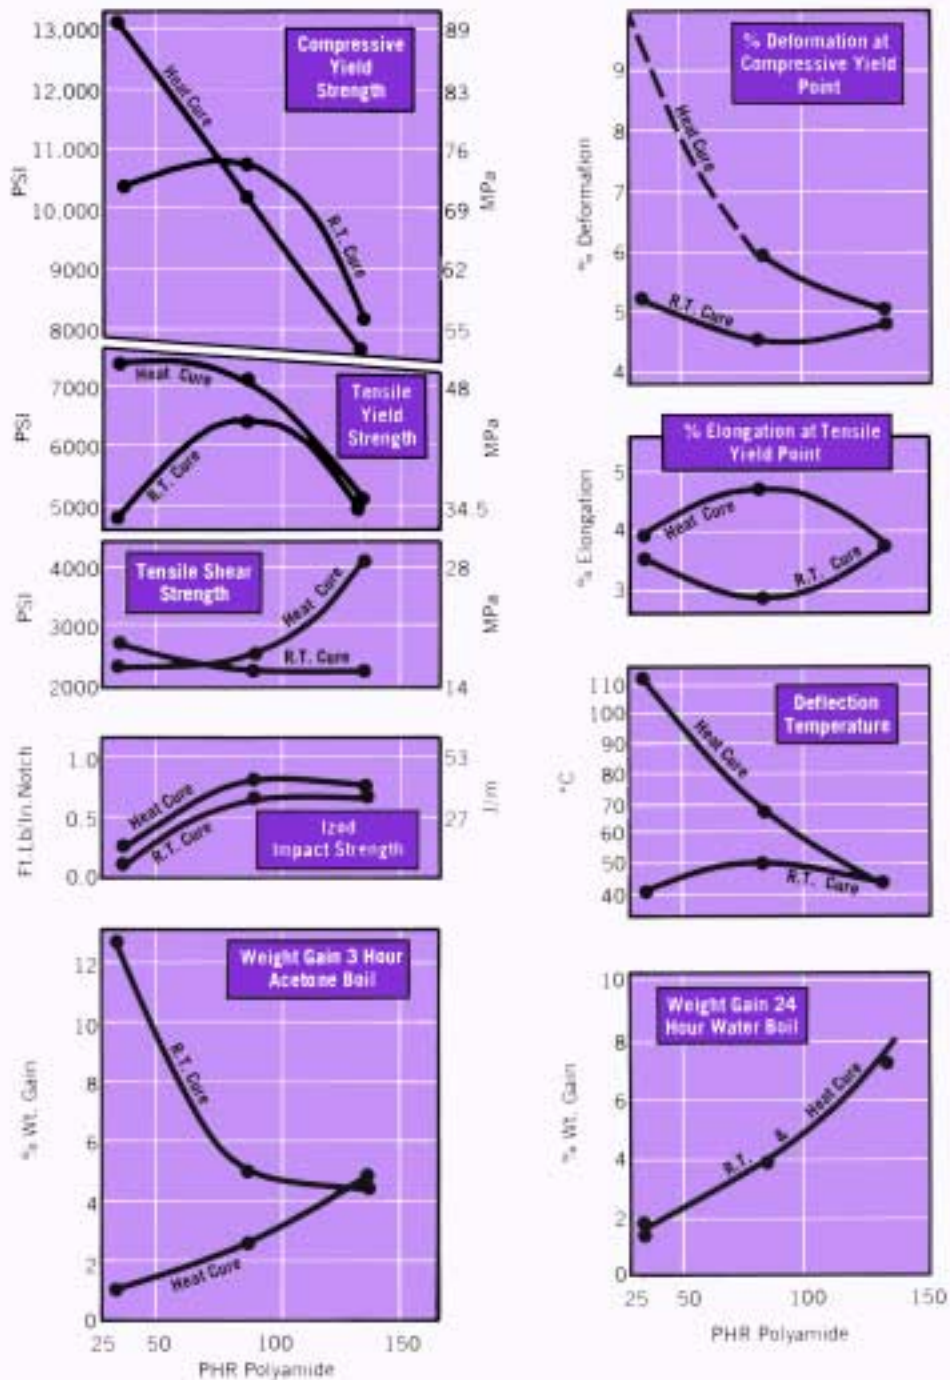 Compressive
Yield
Strength
13,000
12.000
11.000
10,000
9000
8000
PSI
89
83
76
69
62
55
MPa
Heat Cure
R.T. Cure
Tensile
Yield
Strength
7000
6000
5000
PSI
48
34.5
MPa
Heat Cure
R.T. Cure
Tensile Shear
Strength
4000
3000
2000
PSI
28
14
MPa
Heat Cure
R.T. Cure
Izod
Impact Strength
1.0
0.5
0.0
Ft.Lb/In.Notch
53
27
J/m
Heat Cure
R.T. Cure
Weight Gain 3 Hour
Acetone Boil
12
10
8
6
4
2
0
% Wt. Gain
R.T. Cure
Heat Cure
25 50 100 150
PHR Polyamide
% Deformation at
Compressive Yield
Point
9
8
7
6
5
4
% Deformation
Heat Cure
R.T. Cure
% Elongation at Tensile
Yield Point
5
4
3
% Elongation
Heat Cure
R.T. Cure
Deflection
Temperature
110
100
90
80
70
60
50
40
°C
Heat Cure
R.T. Cure
Weight Gain 24
Hour Water Boil
10
8
6
4
2
0
% Wt. Gain
R.T. & Heat Cure
25 50 100 150
PHR Polyamide